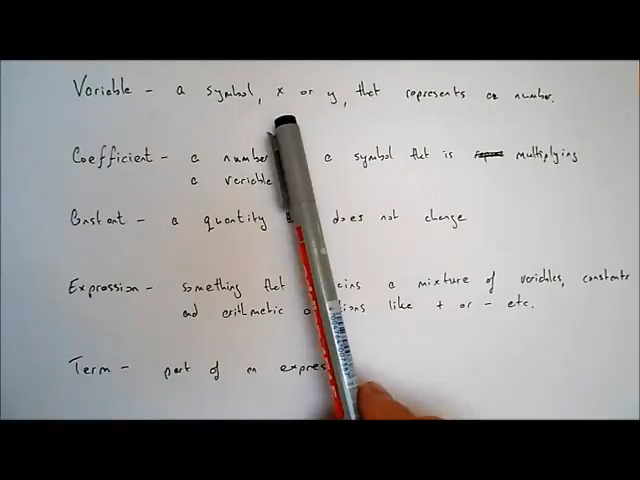 Variable - a symbol, x or y, that represents a number.
Coefficient - a number a symbol that is multiplying
a variable
Constant - a quantity does not change
Expression - something that a mixture of variables, constants
and arithmetic like + or - etc.
Term - part of an